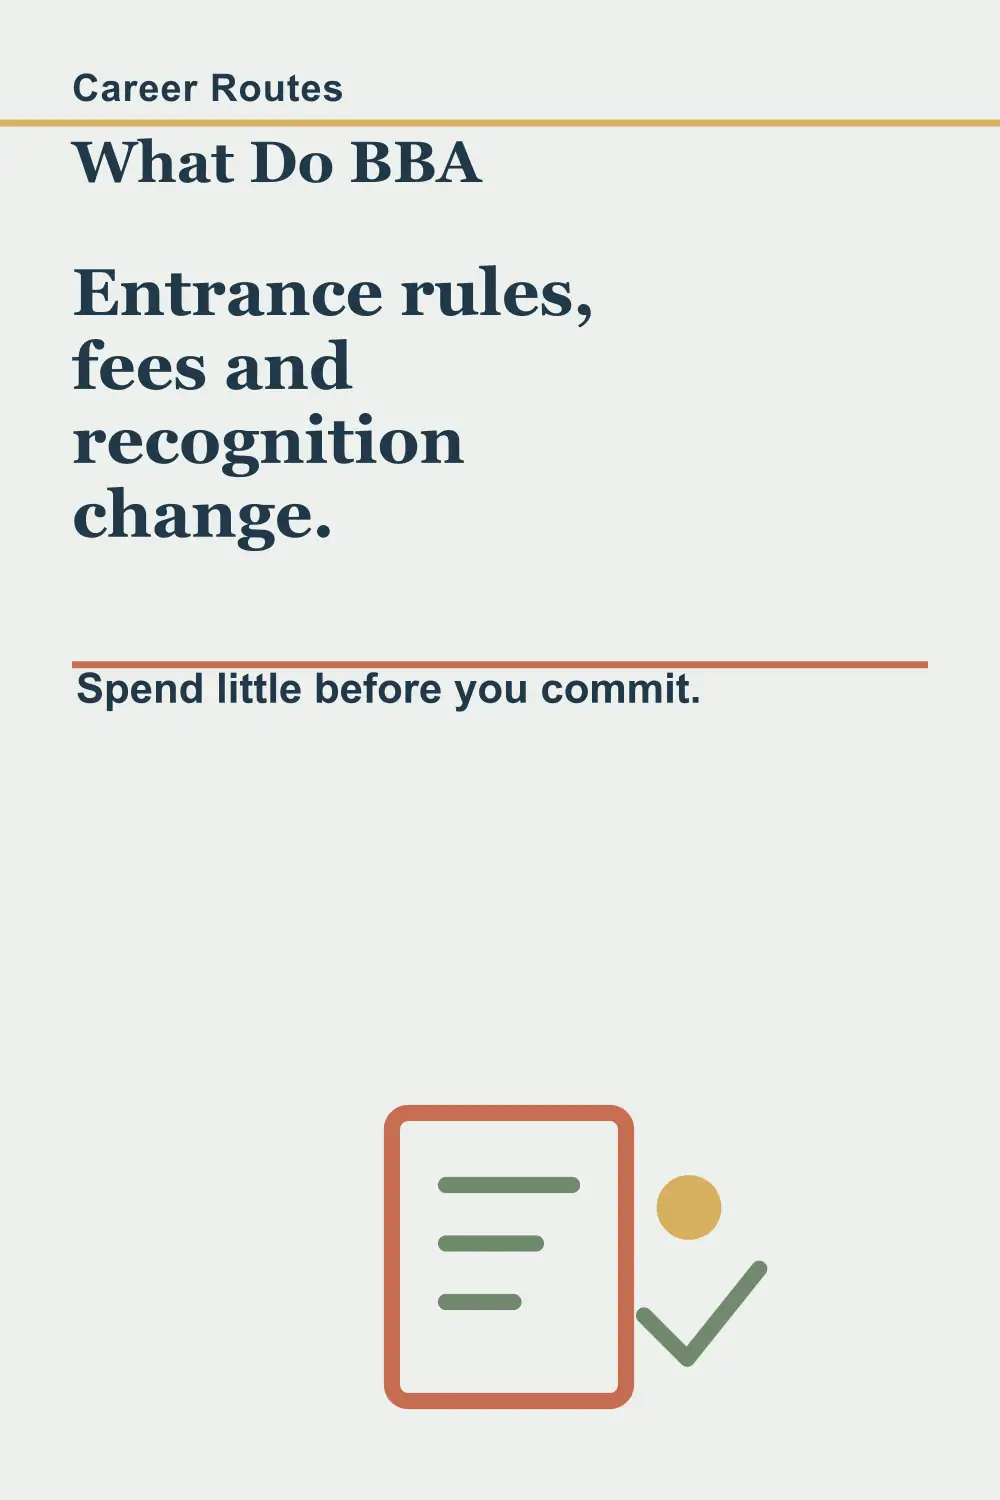 Career Routes
What Do BBA
Entrance rules,
fees and
recognition
change.
Spend little before you commit.